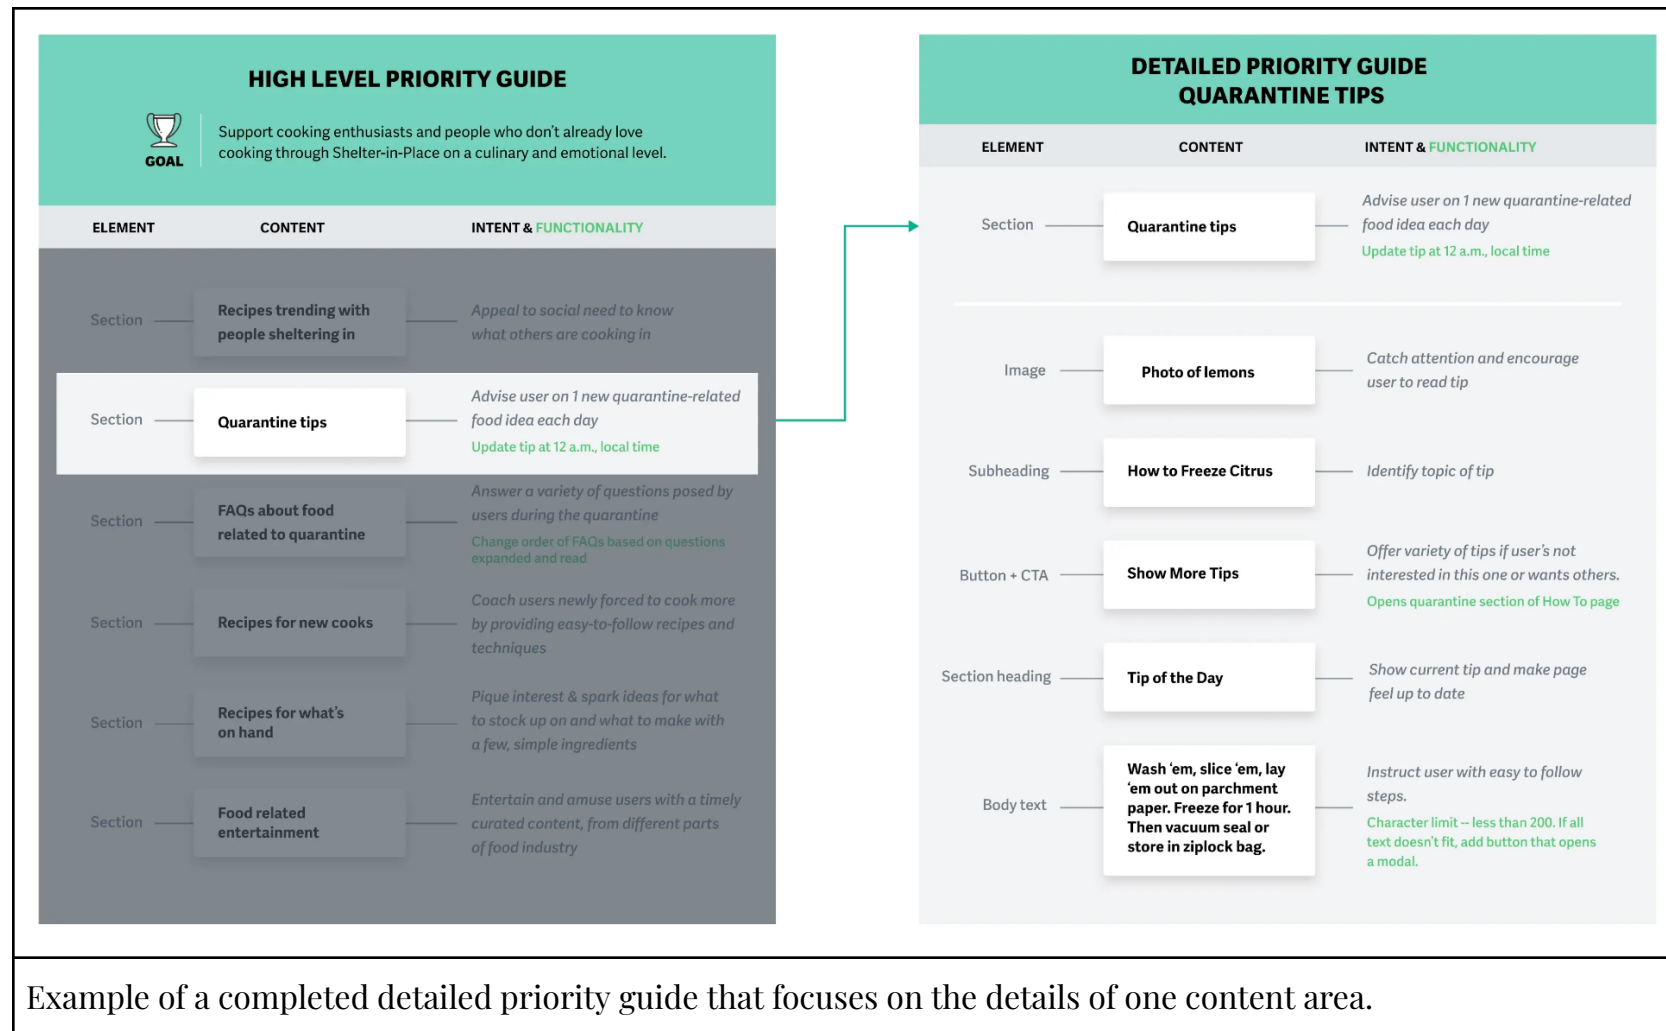 HIGH LEVEL PRIORITY GUIDE
GOAL
Support cooking enthusiasts and people who don't already love
cooking through Shelter-in-Place on a culinary and emotional level.
ELEMENT CONTENT INTENT & FUNCTIONALITY
Section
Recipes trending with
people sheltering in
Appeal to social need to know
what others are cooking in
Section
Quarantine tips
Advise user on 1 new quarantine-related
food idea each day
Update tip at 12 a.m., local time
Section
FAQs about food
related to quarantine
Answer a variety of questions posed by
users during the quarantine
Change order of FAQs based on questions
expanded and read
Section
Recipes for new cooks
Coach users newly forced to cook more
by providing easy-to-follow recipes and
techniques
Section
Recipes for what's
on hand
Pique interest & spark ideas for what
to stock up on and what to make with
a few, simple ingredients
Section
Food related
entertainment
Entertain and amuse users with a timely
curated content, from different parts
of food industry
DETAILED PRIORITY GUIDE
QUARANTINE TIPS
ELEMENT CONTENT INTENT & FUNCTIONALITY
Section
Quarantine tips
Advise user on 1 new quarantine-related
food idea each day
Update tip at 12 a.m., local time
Image
Photo of lemons
Catch attention and encourage
user to read tip
Subheading
How to Freeze Citrus
Identify topic of tip
Button + CTA
Show More Tips
Offer variety of tips if user's not
interested in this one or wants others.
Opens quarantine section of How To page
Section heading
Tip of the Day
Show current tip and make page
feel up to date
Body text
Wash 'em, slice 'em, lay
'em out on parchment
paper. Freeze for 1 hour.
Then vacuum seal or
store in ziplock bag.
Instruct user with easy to follow
steps.
Character limit -- less than 200. If all
text doesn't fit, add button that opens
a modal.
Example of a completed detailed priority guide that focuses on the details of one content area.